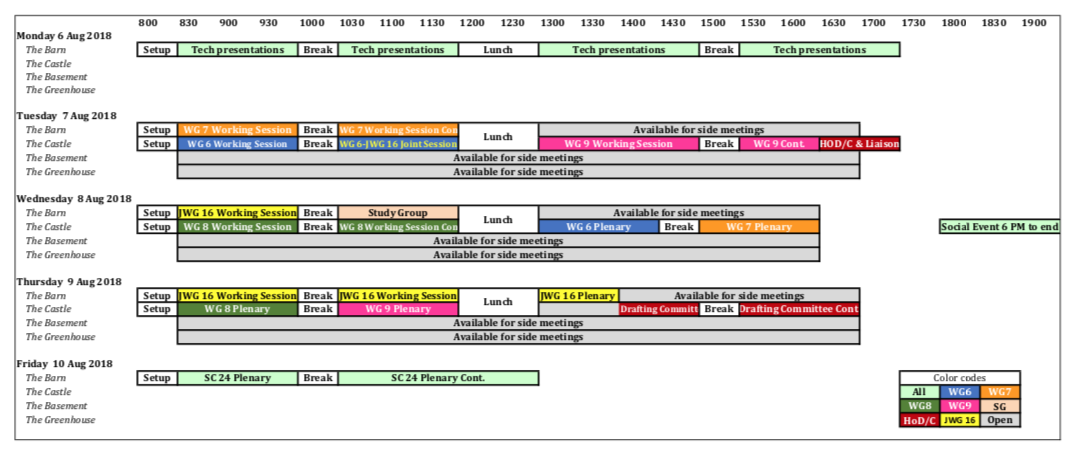 800 830 900 930 1000 1030 1100 1130 1200 1230 1300 1330 1400 1430 1500 1530 1600 1630 1700 1730 1800 1830 1900
Monday 6 Aug 2018
The Barn Setup Tech presentations Break Tech presentations Lunch Tech presentations Break Tech presentations
The Castle
The Basement
The Greenhouse
Tuesday 7 Aug 2018
The Barn Setup WG 7 Working Session Break WG 7 Working Session Con Lunch Available for side meetings
The Castle Setup WG 6 Working Session Break WG 6-JWG 16 Joint Session WG 9 Working Session Break WG 9 Cont. HOD/C & Liaison
The Basement Available for side meetings
The Greenhouse Available for side meetings
Wednesday 8 Aug 2018
The Barn Setup JWG 16 Working Session Break Study Group Lunch Available for side meetings
The Castle Setup WG 8 Working Session Break WG 8 Working Session Con WG 6 Plenary Break WG 7 Plenary Social Event 6 PM to end
The Basement Available for side meetings
The Greenhouse Available for side meetings
Thursday 9 Aug 2018
The Barn Setup JWG 16 Working Session Break JWG 16 Working Session Lunch JWG 16 Plenary Available for side meetings
The Castle Setup WG 8 Plenary Break WG 9 Plenary Drafting Committ Break Drafting Committee Cont
The Basement Available for side meetings
The Greenhouse Available for side meetings
Friday 10 Aug 2018
The Barn Setup SC 24 Plenary Break SC 24 Plenary Cont. Color codes
The Castle All WG6 WG7
The Basement WG8 WG9 SG
The Greenhouse HoD/C JWG 16 Open